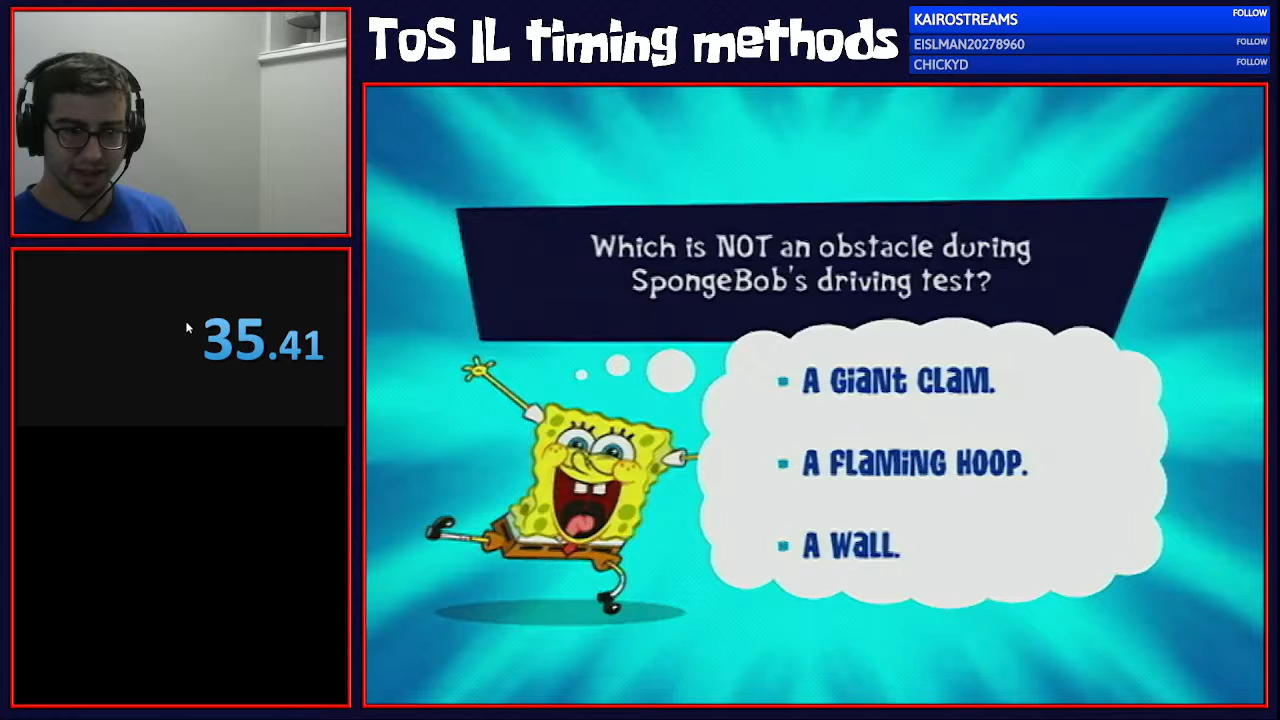 ToS IL timing methods
KAIROSTREAMS FOLLOW
EISLMAN20278960 FOLLOW
CHICKYD FOLLOW
35.41
Which is NOT an obstacle during
SpongeBob's driving test?
A GIANT CLAM.
A FLAMING HOOP.
A WALL.